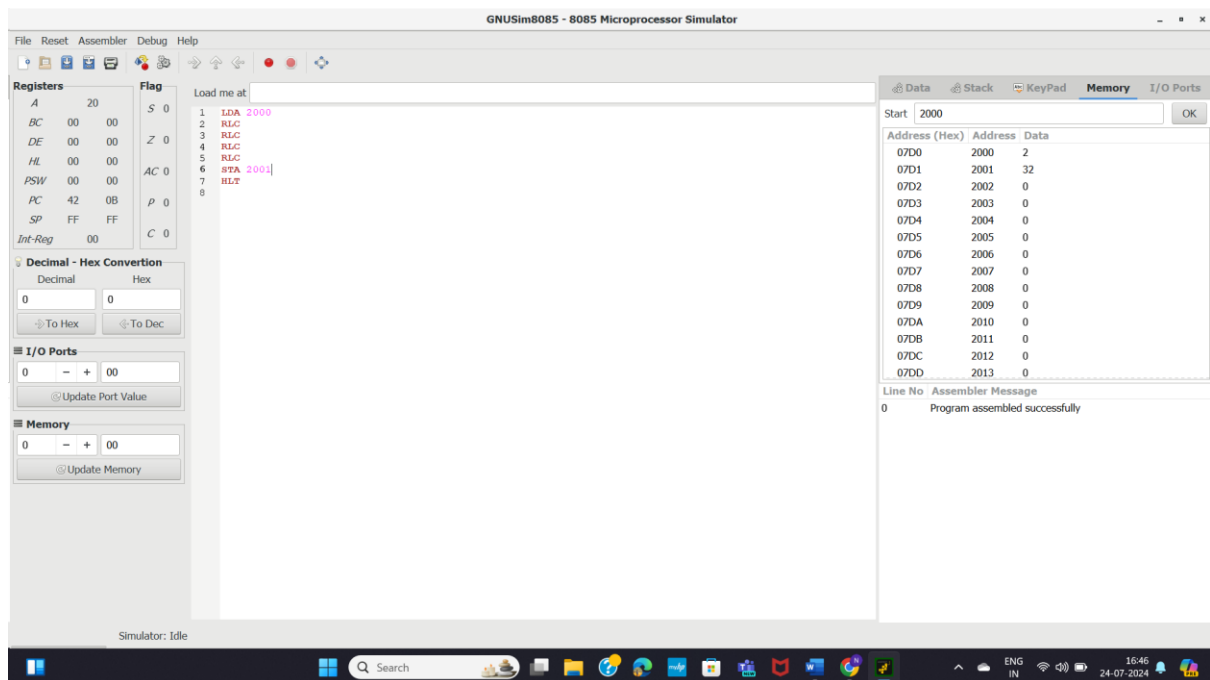 GNUSim8085 - 8085 Microprocessor Simulator
File Reset Assembler Debug Help
Registers
A 20
BC 00 00
DE 00 00
HL 00 00
PSW 00 00
PC 42 0B
SP FF FF
Int-Reg 00
Flag
S 0
Z 0
AC 0
P 0
C 0
Decimal - Hex Convertion
Decimal Hex
0 0
To Hex To Dec
I/O Ports
0 - + 00
Update Port Value
Memory
0 - + 00
Update Memory
Load me at
1 LDA 2000
2 RLC
3 RLC
4 RLC
5 RLC
6 STA 2001
7 HLT
8
Data Stack KeyPad Memory I/O Ports
Start 2000 OK
Address (Hex) Address Data
07D0 2000 2
07D1 2001 32
07D2 2002 0
07D3 2003 0
07D4 2004 0
07D5 2005 0
07D6 2006 0
07D7 2007 0
07D8 2008 0
07D9 2009 0
07DA 2010 0
07DB 2011 0
07DC 2012 0
07DD 2013 0
Line No Assembler Message
0 Program assembled successfully
Simulator: Idle
Search
ENG
IN
16:46
24-07-2024